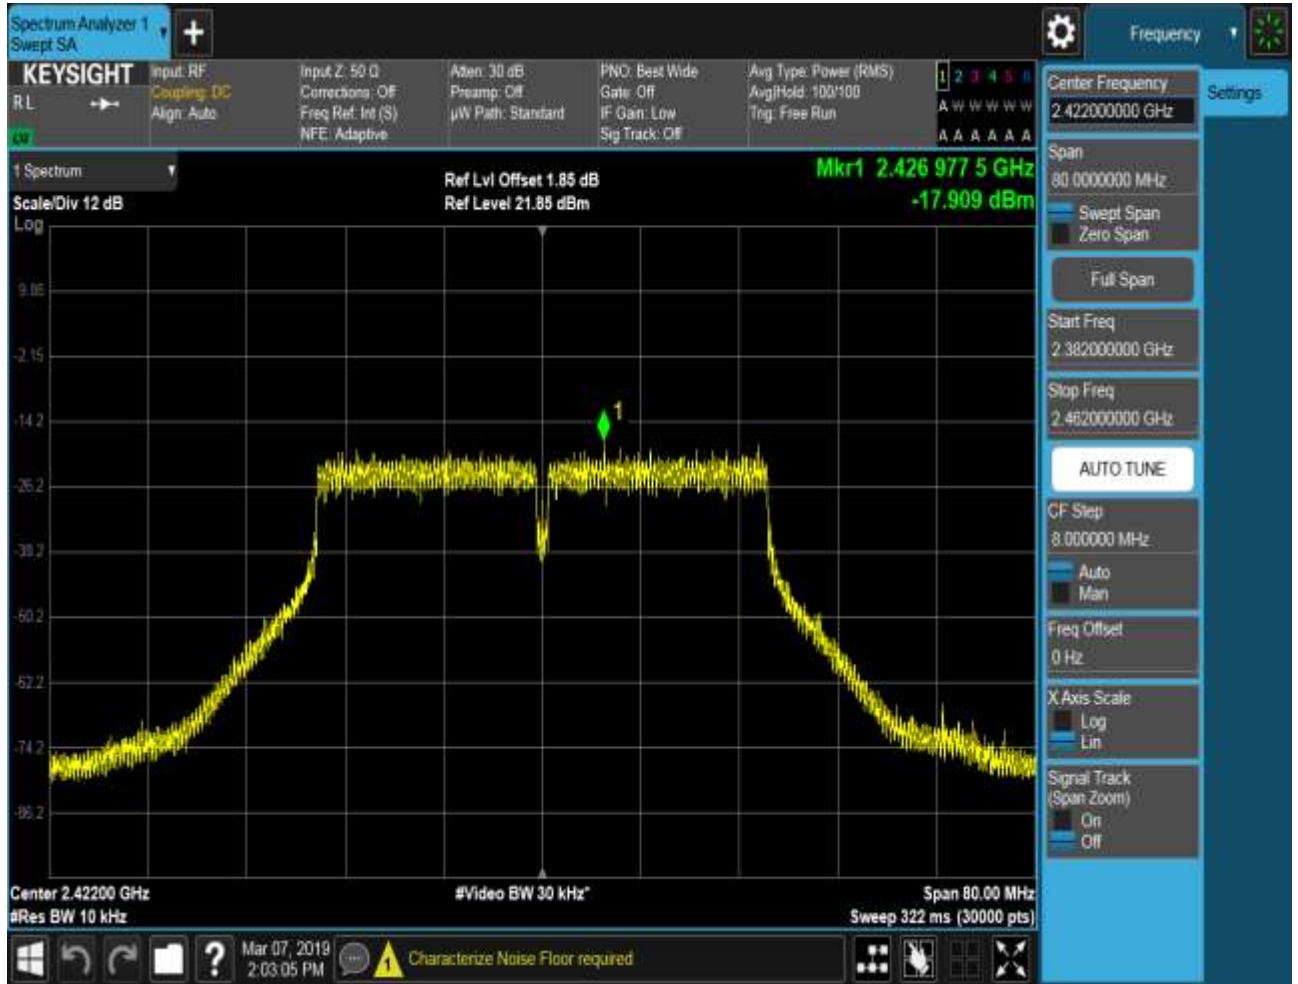 Spectrum Analyzer 1
Swept SA
Frequency
KEYSIGHT
Input: RF
Input Z: 50 Ω
Atten: 30 dB
PNO: Best Wide
Avg Type: Power (RMS)
1 2 3 4 5 6
R L
Coupling: DC
Corrections: Off
Preamp: Off
Gate: Off
Avg|Hold: 100/100
A W W W W W
Align: Auto
Freq Ref: Int (S)
µW Path: Standard
IF Gain: Low
Trig: Free Run
NFE: Adaptive
Sig Track: Off
A A A A A A
Center Frequency
2.422000000 GHz
Settings
1 Spectrum
Ref Lvl Offset 1.85 dB
Mkr1 2.426 977 5 GHz
Scale/Div 12 dB
Ref Level 21.85 dBm
-17.909 dBm
Log
9.85
-2.15
-14.2
-26.2
-38.2
-50.2
-62.2
-74.2
-86.2
1
Span
80.0000000 MHz
Swept Span
Zero Span
Full Span
Start Freq
2.382000000 GHz
Stop Freq
2.462000000 GHz
AUTO TUNE
CF Step
8.000000 MHz
Auto
Man
Freq Offset
0 Hz
X Axis Scale
Log
Lin
Signal Track
(Span Zoom)
On
Off
Center 2.42200 GHz
#Video BW 30 kHz*
Span 80.00 MHz
#Res BW 10 kHz
Sweep 322 ms (30000 pts)
?
Mar 07, 2019
2:03:05 PM
1
Characterize Noise Floor required